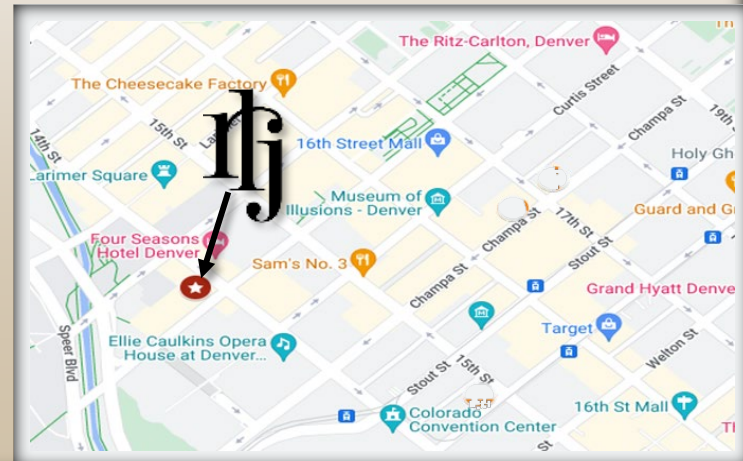 The Ritz-Carlton, Denver
The Cheesecake Factory
Curtis Street
Champa St
19th
14th St
15th St
16th Street Mall
Larimer Square
Holy Gh
Museum of
Illusions - Denver
Champa St
17th St
Guard and G
Four Seasons
Hotel Denver
Sam's No. 3
Stout St
Champa St
Grand Hyatt Denve
Target
Speer Blvd
Ellie Caulkins Opera
House at Denver...
Welton St
Stout St
15th St
16th St Mall
Colorado
Convention Center
St